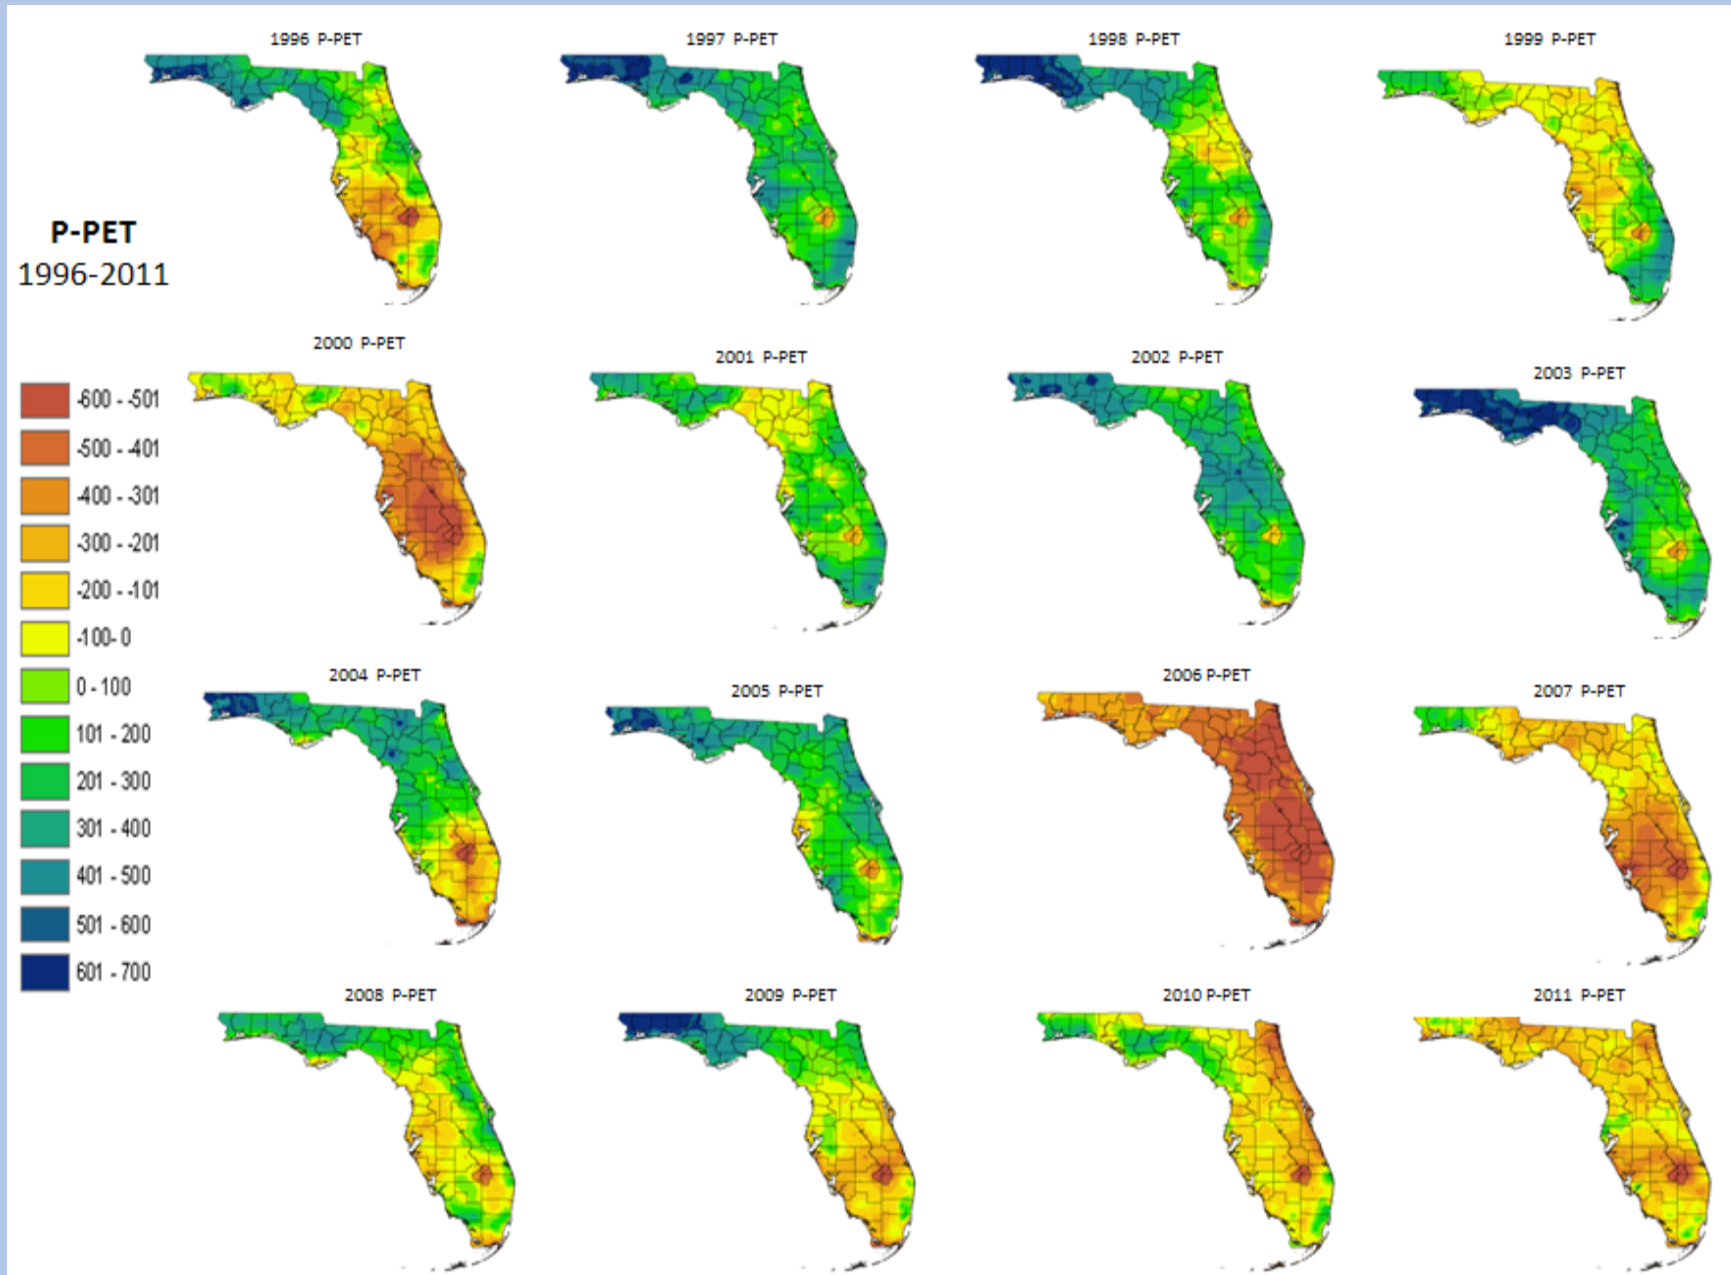 1996 P-PET
1997 P-PET
1998 P-PET
1999 P-PET
P-PET
1996-2011
2000 P-PET
2001 P-PET
2002 P-PET
2003 P-PET
-600 - -501
-500 - -401
-400 - -301
-300 - -201
-200 - -101
-100- 0
0 - 100
101 - 200
201 - 300
301 - 400
401 - 500
501 - 600
601 - 700
2004 P-PET
2005 P-PET
2006 P-PET
2007 P-PET
2008 P-PET
2009 P-PET
2010 P-PET
2011 P-PET